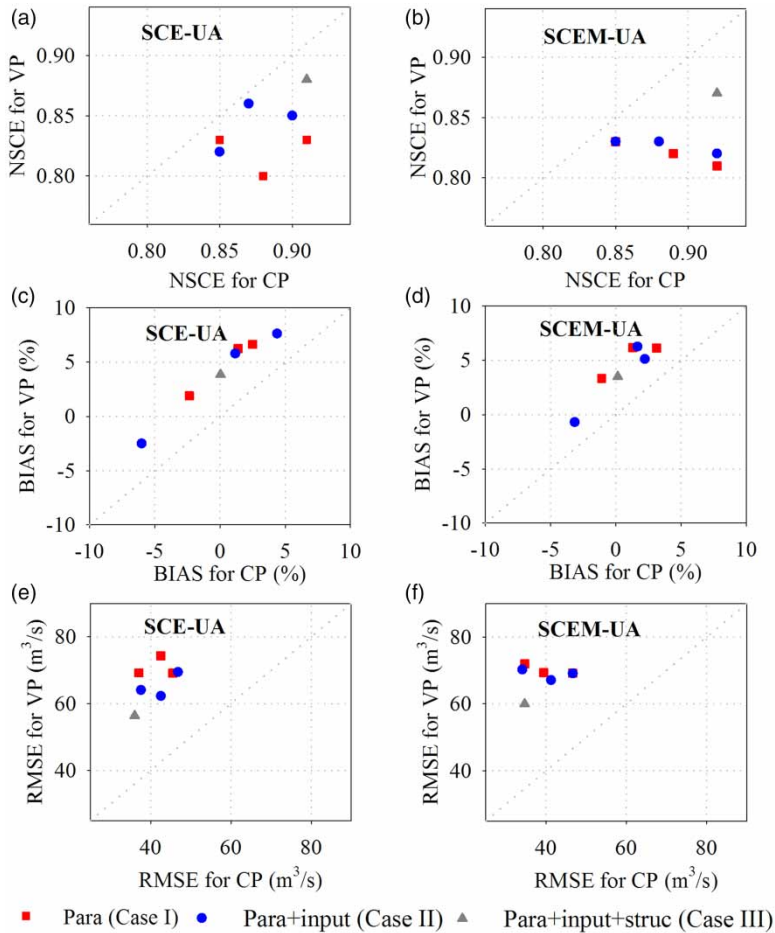 (a)
SCE-UA
NSCE for VP
0.90
0.85
0.80
0.80 0.85 0.90
NSCE for CP
(b)
SCEM-UA
NSCE for VP
0.90
0.85
0.80
0.80 0.85 0.90
NSCE for CP
(c)
SCE-UA
BIAS for VP (%)
10
5
0
-5
-10
-10 -5 0 5 10
BIAS for CP (%)
(d)
SCEM-UA
BIAS for VP (%)
10
5
0
-5
-10
-10 -5 0 5 10
BIAS for CP (%)
(e)
SCE-UA
RMSE for VP (m³/s)
80
60
40
40 60 80
RMSE for CP (m³/s)
(f)
SCEM-UA
RMSE for VP (m³/s)
80
60
40
40 60 80
RMSE for CP (m³/s)
Para (Case I) Para+input (Case II) Para+input+struc (Case III)